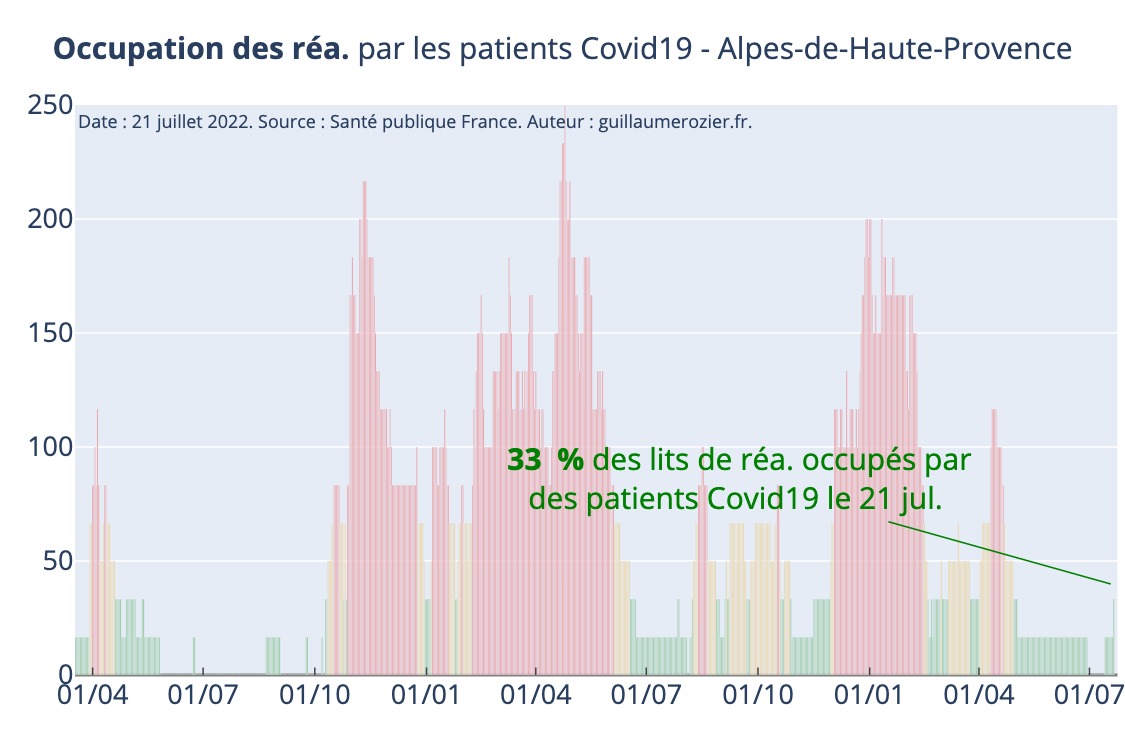 Occupation des réa. par les patients Covid19 - Alpes-de-Haute-Provence
250
Date : 21 juillet 2022. Source : Santé publique France. Auteur : guillaumerozier.fr.
200
150
100
33 % des lits de réa. occupés par
des patients Covid19 le 21 jul.
50
0
01/04 01/07 01/10 01/01 01/04 01/07 01/10 01/01 01/04 01/07